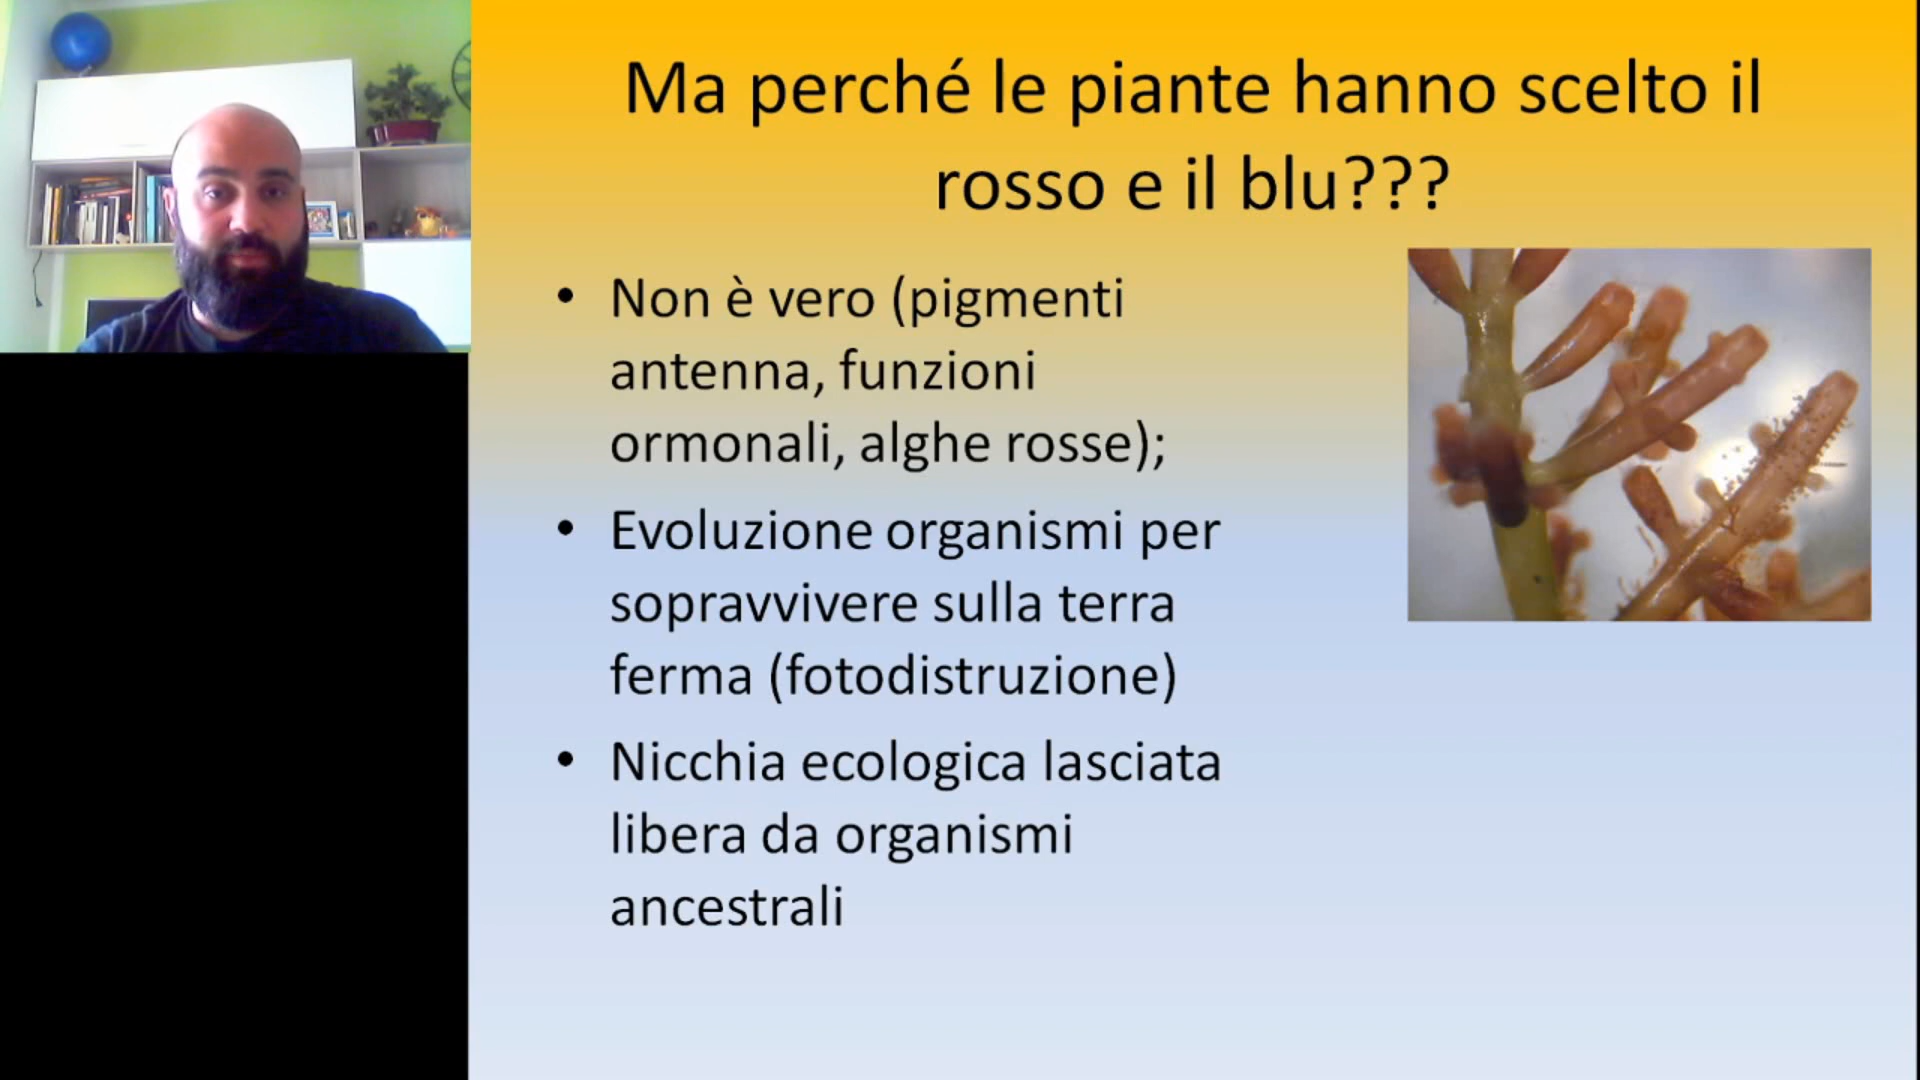 Ma perché le piante hanno scelto il
rosso e il blu???
• Non è vero (pigmenti
antenna, funzioni
ormonali, alghe rosse);
• Evoluzione organismi per
sopravvivere sulla terra
ferma (fotodistruzione)
• Nicchia ecologica lasciata
libera da organismi
ancestrali